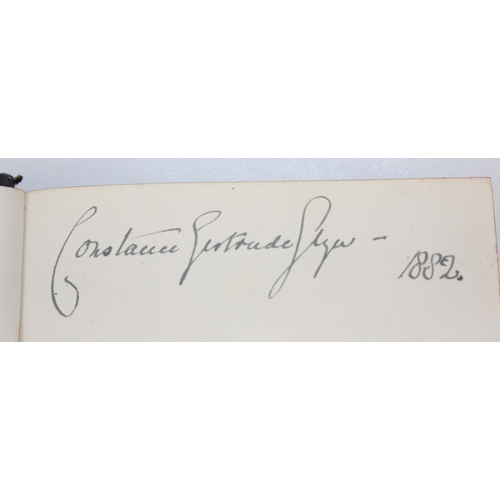 Constance Gertrude Glyn –
1882.